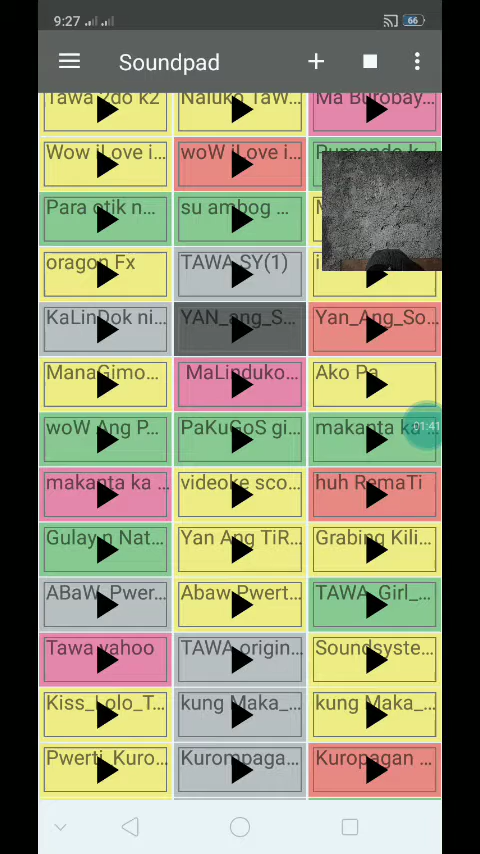 9:27
66
Soundpad
Tawa 2do k2
Naluko TaW...
Ma Burobay...
Wow iLove i...
woW iLove i...
Para otik n...
su ambog ...
oragon Fx
TAWA SY(1)
KaLinDok ni...
YAN_ang_S...
Yan_Ang_So...
ManaGimo...
MaLinduko...
Ako Pa
woW Ang P...
PaKuGoS gi...
makanta ka ...
01:41
makanta ka ...
videoke sco...
huh RemaTi
Gulay n Nat...
Yan Ang TiR...
Grabing Kili...
ABaW_Pwer...
Abaw Pwert...
TAWA_Girl_...
Tawa yahoo
TAWA origin...
Soundsyste...
Kiss_Lolo_T...
kung Maka_...
kung Maka_...
Pwerti_Kuro...
Kurompaga...
Kuropagan ...